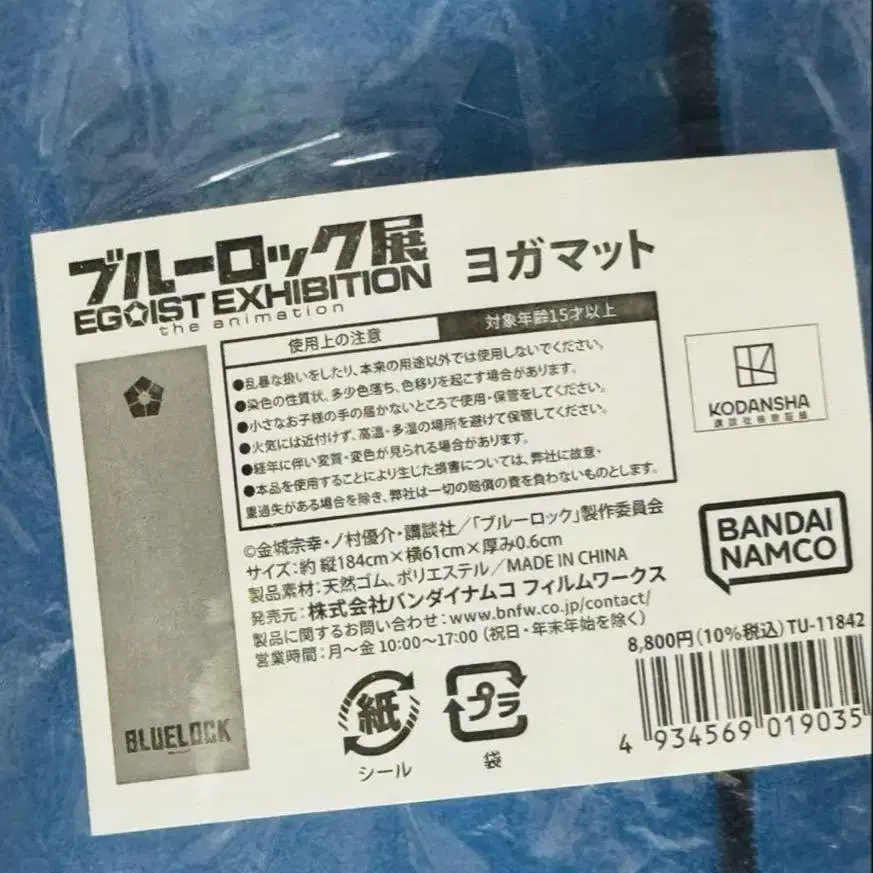 ブルーロック展
EGOIST EXHIBITION
the animation
ヨガマット
使用上の注意
対象年齢15才以上
●乱暴な扱いをしたり、本来の用途以外では使用しないでください。
●染色の性質状、多少色落ち、色移りを起こす場合があります。
●小さなお子様の手の届かないところで使用・保管をしてください。
●火気には近付けず、高温・多湿の場所を避けて保管してください。
●経年に伴い変質・変色が見られる場合があります。
●本品を使用することにより生じた損害については、弊社に故意・
重過失がある場合を除き、弊社は一切の賠償の責を負わないものとします。
KODANSHA
BLUELOCK
©金城宗幸・ノ村優介・講談社／「ブルーロック」製作委員会
サイズ：約 縦184cm×横61cm×厚み0.6cm
製品素材：天然ゴム、ポリエステル／MADE IN CHINA
発売元：株式会社バンダイナムコ フィルムワークス
製品に関するお問い合わせ：www.bnfw.co.jp/contact/
営業時間：月～金 10:00～17:00（祝日・年末年始を除く）
BANDAI
NAMCO
8,800円（10%税込）TU-11842
4 934569 019035
紙
シール
プラ
袋